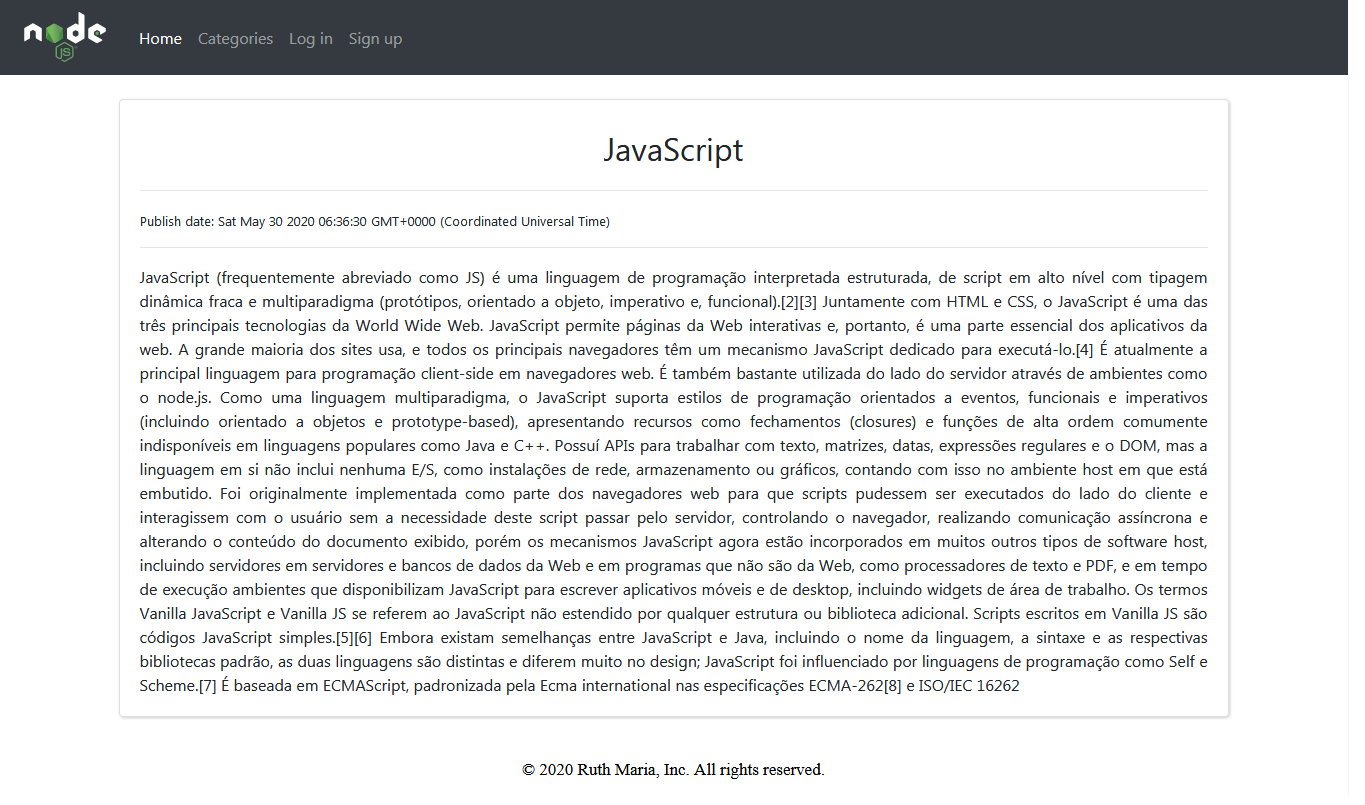 node
JS
Home Categories Log in Sign up
JavaScript
Publish date: Sat May 30 2020 06:36:30 GMT+0000 (Coordinated Universal Time)
JavaScript (frequentemente abreviado como JS) é uma linguagem de programação interpretada estruturada, de script em alto nível com tipagem
dinâmica fraca e multiparadigma (protótipos, orientado a objeto, imperativo e, funcional).[2][3] Juntamente com HTML e CSS, o JavaScript é uma das
três principais tecnologias da World Wide Web. JavaScript permite páginas da Web interativas e, portanto, é uma parte essencial dos aplicativos da
web. A grande maioria dos sites usa, e todos os principais navegadores têm um mecanismo JavaScript dedicado para executá-lo.[4] É atualmente a
principal linguagem para programação client-side em navegadores web. É também bastante utilizada do lado do servidor através de ambientes como
o node.js. Como uma linguagem multiparadigma, o JavaScript suporta estilos de programação orientados a eventos, funcionais e imperativos
(incluindo orientado a objetos e prototype-based), apresentando recursos como fechamentos (closures) e funções de alta ordem comumente
indisponíveis em linguagens populares como Java e C++. Possuí APIs para trabalhar com texto, matrizes, datas, expressões regulares e o DOM, mas a
linguagem em si não inclui nenhuma E/S, como instalações de rede, armazenamento ou gráficos, contando com isso no ambiente host em que está
embutido. Foi originalmente implementada como parte dos navegadores web para que scripts pudessem ser executados do lado do cliente e
interagissem com o usuário sem a necessidade deste script passar pelo servidor, controlando o navegador, realizando comunicação assíncrona e
alterando o conteúdo do documento exibido, porém os mecanismos JavaScript agora estão incorporados em muitos outros tipos de software host,
incluindo servidores em servidores e bancos de dados da Web e em programas que não são da Web, como processadores de texto e PDF, e em tempo
de execução ambientes que disponibilizam JavaScript para escrever aplicativos móveis e de desktop, incluindo widgets de área de trabalho. Os termos
Vanilla JavaScript e Vanilla JS se referem ao JavaScript não estendido por qualquer estrutura ou biblioteca adicional. Scripts escritos em Vanilla JS são
códigos JavaScript simples.[5][6] Embora existam semelhanças entre JavaScript e Java, incluindo o nome da linguagem, a sintaxe e as respectivas
bibliotecas padrão, as duas linguagens são distintas e diferem muito no design; JavaScript foi influenciado por linguagens de programação como Self e
Scheme.[7] É baseada em ECMAScript, padronizada pela Ecma international nas especificações ECMA-262[8] e ISO/IEC 16262
© 2020 Ruth Maria, Inc. All rights reserved.